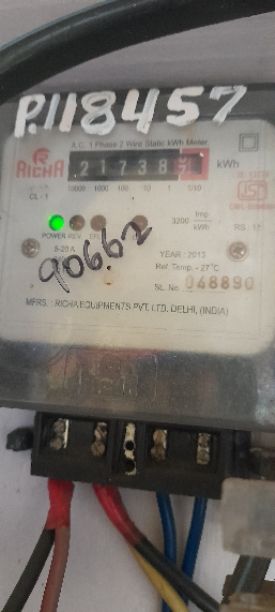 P.118457
A.C. 1 Phase 2 Wire Static kWh Meter
RICHA
21738
kWh
10000 1000 100 10 1 1/10
CL - 1
3200 imp kWh
POWER REV.
5-20 A
90662
YEAR : 2013
Ref. Temp. - 27°C
SL. No. 048890
MFRS. : RICHA EQUIPMENTS PVT. LTD. DELHI, (INDIA)